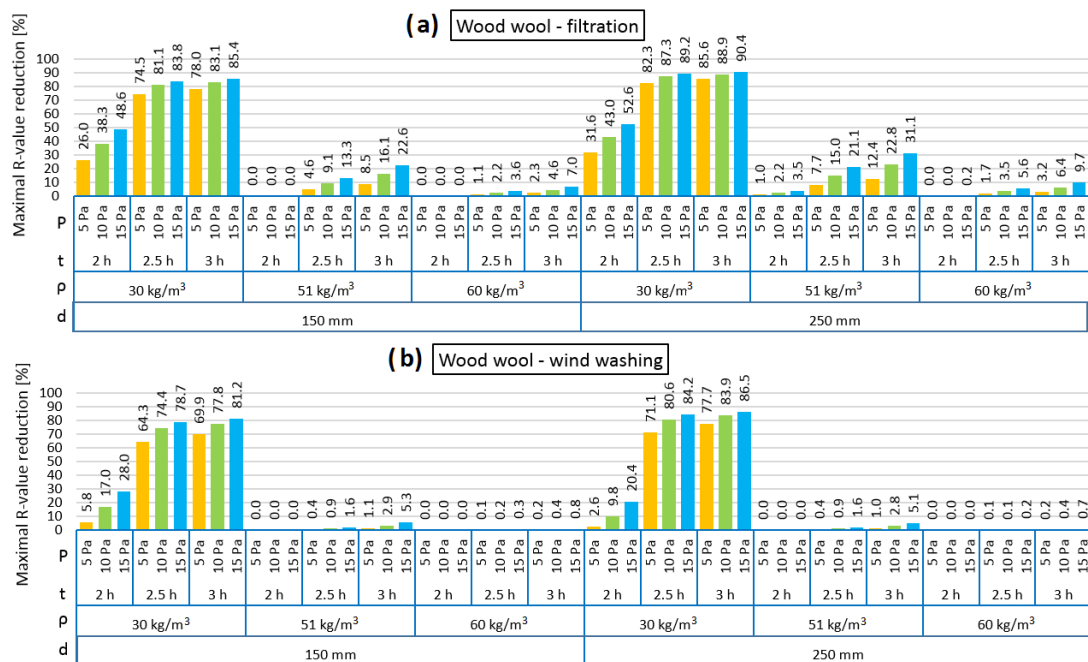 (a) Wood wool - filtration
Maximal R-value reduction [%]
100
90
80
70
60
50
40
30
20
10
0
26.0 38.3 48.6 74.5 81.1 83.8 78.0 83.1 85.4 0.0 0.0 0.0 4.6 9.1 13.3 8.5 16.1 22.6 0.0 0.0 0.0 1.1 2.2 3.6 2.3 4.6 7.0 31.6 43.0 52.6 82.3 87.3 89.2 85.6 88.9 90.4 1.0 2.2 3.5 7.7 15.0 21.1 12.4 22.8 31.1 0.0 0.0 0.2 1.7 3.5 5.6 3.2 6.4 9.7
P 5 Pa 10 Pa 15 Pa 5 Pa 10 Pa 15 Pa 5 Pa 10 Pa 15 Pa 5 Pa 10 Pa 15 Pa 5 Pa 10 Pa 15 Pa 5 Pa 10 Pa 15 Pa 5 Pa 10 Pa 15 Pa 5 Pa 10 Pa 15 Pa 5 Pa 10 Pa 15 Pa 5 Pa 10 Pa 15 Pa 5 Pa 10 Pa 15 Pa 5 Pa 10 Pa 15 Pa 5 Pa 10 Pa 15 Pa 5 Pa 10 Pa 15 Pa 5 Pa 10 Pa 15 Pa 5 Pa 10 Pa 15 Pa 5 Pa 10 Pa 15 Pa 5 Pa 10 Pa 15 Pa
t 2 h 2.5 h 3 h 2 h 2.5 h 3 h 2 h 2.5 h 3 h 2 h 2.5 h 3 h 2 h 2.5 h 3 h 2 h 2.5 h 3 h
ρ 30 kg/m³ 51 kg/m³ 60 kg/m³ 30 kg/m³ 51 kg/m³ 60 kg/m³
d 150 mm 250 mm
(b) Wood wool - wind washing
Maximal R-value reduction [%]
100
90
80
70
60
50
40
30
20
10
0
5.8 17.0 28.0 64.3 74.4 78.7 69.9 77.8 81.2 0.0 0.0 0.0 0.4 0.9 1.6 1.1 2.9 5.3 0.0 0.0 0.0 0.1 0.2 0.3 0.2 0.4 0.8 2.6 9.8 20.4 71.1 80.6 84.2 77.7 83.9 86.5 0.0 0.0 0.0 0.4 0.9 1.6 1.0 2.8 5.1 0.0 0.0 0.0 0.1 0.1 0.2 0.2 0.4 0.7
P 5 Pa 10 Pa 15 Pa 5 Pa 10 Pa 15 Pa 5 Pa 10 Pa 15 Pa 5 Pa 10 Pa 15 Pa 5 Pa 10 Pa 15 Pa 5 Pa 10 Pa 15 Pa 5 Pa 10 Pa 15 Pa 5 Pa 10 Pa 15 Pa 5 Pa 10 Pa 15 Pa 5 Pa 10 Pa 15 Pa 5 Pa 10 Pa 15 Pa 5 Pa 10 Pa 15 Pa 5 Pa 10 Pa 15 Pa 5 Pa 10 Pa 15 Pa 5 Pa 10 Pa 15 Pa 5 Pa 10 Pa 15 Pa 5 Pa 10 Pa 15 Pa 5 Pa 10 Pa 15 Pa
t 2 h 2.5 h 3 h 2 h 2.5 h 3 h 2 h 2.5 h 3 h 2 h 2.5 h 3 h 2 h 2.5 h 3 h 2 h 2.5 h 3 h
ρ 30 kg/m³ 51 kg/m³ 60 kg/m³ 30 kg/m³ 51 kg/m³ 60 kg/m³
d 150 mm 250 mm